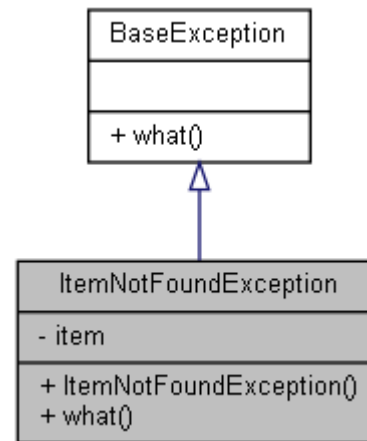 BaseException
+ what()
ItemNotFoundException
- item
+ ItemNotFoundException()
+ what()